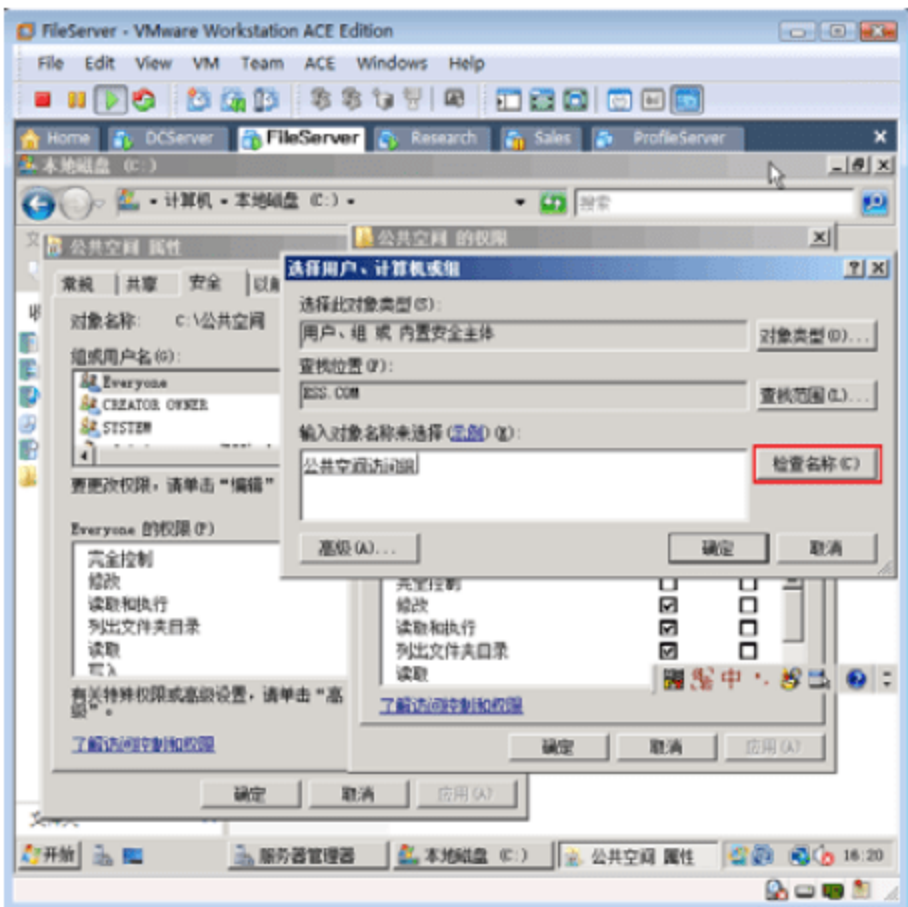 FileServer - VMware Workstation ACE Edition
File Edit View VM Team ACE Windows Help
Home DCServer FileServer Research Sales ProfileServer
本地磁盘 (C:)
计算机 本地磁盘 (C:) 搜索
公共空间 属性
公共空间 的权限
选择用户、计算机或组
常规 共享 安全
选择此对象类型(S):
对象名称: C:\公共空间
用户、组 或 内置安全主体
对象类型(O)...
组或用户名(G):
查找位置(F):
Everyone
ESS.COM
查找范围(L)...
CREATOR OWNER
SYSTEM
输入对象名称来选择(示例)(E):
公共空间访问组
检查名称(C)
要更改权限，请单击“编辑”
Everyone 的权限(P)
高级(A)...
确定
取消
完全控制
修改
读取和执行
列出文件夹目录
读取
写入
完全控制
修改
读取和执行
列出文件夹目录
读取
中
有关特殊权限或高级设置，请单击“高
级”。
了解访问控制和权限
了解访问控制和权限
确定 取消 应用(A)
确定 取消 应用(A)
开始 服务器管理器 本地磁盘 (C:) 公共空间 属性 16:20